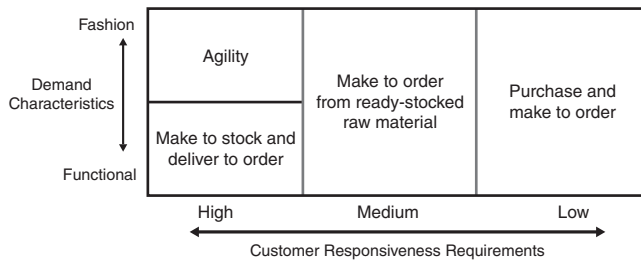 Fashion
Demand
Characteristics
Functional
Agility
Make to stock and
deliver to order
Make to order
from ready-stocked
raw material
Purchase and
make to order
High
Medium
Low
Customer Responsiveness Requirements